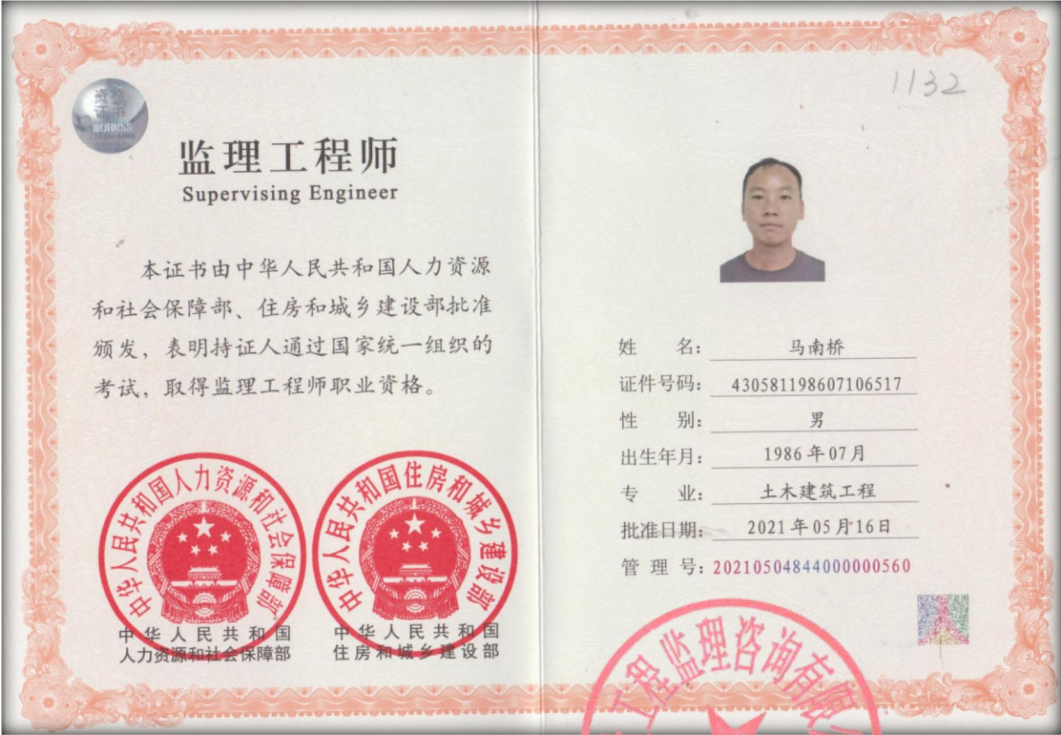 1132
监理工程师
Supervising Engineer
本证书由中华人民共和国人力资源
和社会保障部、住房和城乡建设部批准
颁发，表明持证人通过国家统一组织的
考试，取得监理工程师职业资格。
中华人民共和国人力资源和社会保障部
中华人民共和国住房和城乡建设部
中华人民共和国
人力资源和社会保障部
中华人民共和国
住房和城乡建设部
姓 名：马南桥
证件号码：430581198607106517
性 别：男
出生年月：1986年07月
专 业：土木建筑工程
批准日期：2021年05月16日
管 理 号：20210504844000000560
工程监理咨询有限